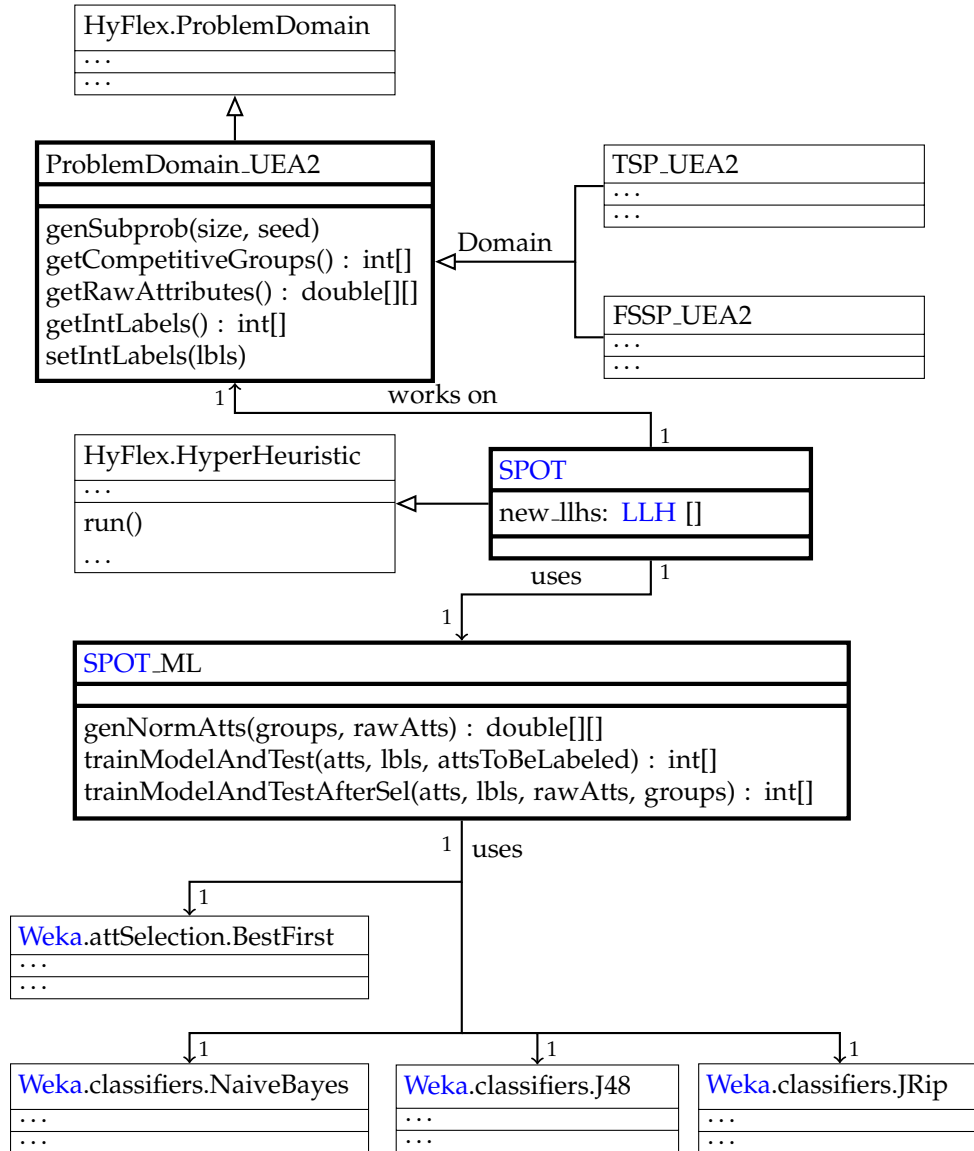 HyFlex.ProblemDomain
...
...
ProblemDomain_UEA2
genSubprob(size, seed)
getCompetitiveGroups() : int[]
getRawAttributes() : double[][]
getIntLabels() : int[]
setIntLabels(lbls)
Domain
TSP_UEA2
...
...
FSSP_UEA2
...
...
1
works on
1
HyFlex.HyperHeuristic
...
run()
...
SPOT
new_llhs: LLH []
uses
1
1
SPOT_ML
genNormAtts(groups, rawAtts) : double[][]
trainModelAndTest(atts, lbls, attsToBeLabeled) : int[]
trainModelAndTestAfterSel(atts, lbls, rawAtts, groups) : int[]
1 uses
1
Weka.attSelection.BestFirst
...
...
1
1
1
Weka.classifiers.NaiveBayes
...
...
Weka.classifiers.J48
...
...
Weka.classifiers.JRip
...
...